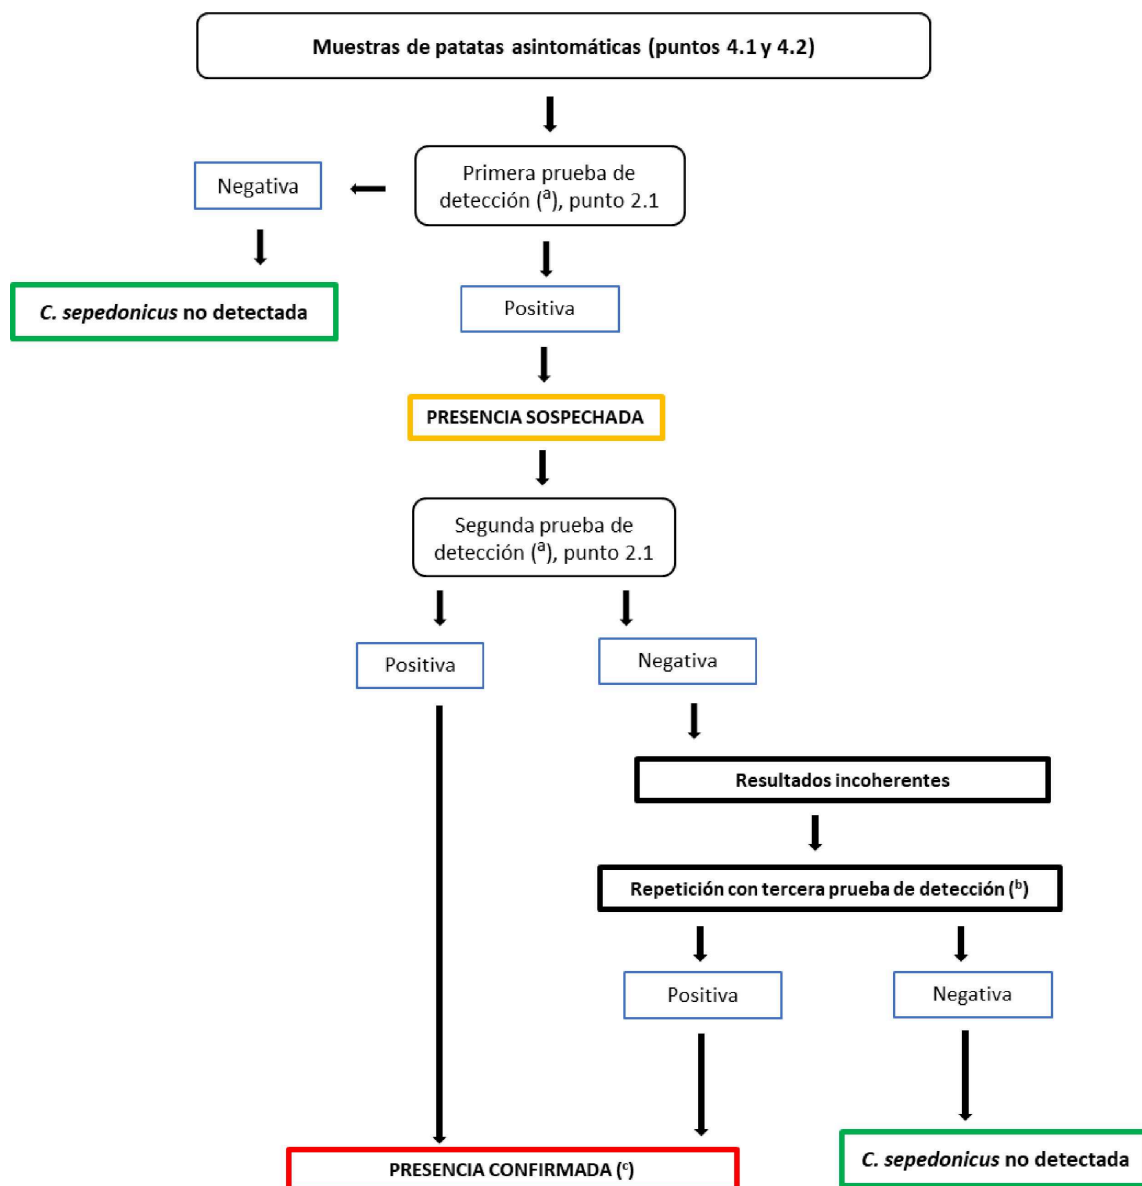 Muestras de patatas asintomáticas (puntos 4.1 y 4.2)
Primera prueba de
detección (ᵃ), punto 2.1
Negativa
C. sepedonicus no detectada
Positiva
PRESENCIA SOSPECHADA
Segunda prueba de
detección (ᵃ), punto 2.1
Positiva
Negativa
Resultados incoherentes
Repetición con tercera prueba de detección (ᵇ)
Positiva
Negativa
PRESENCIA CONFIRMADA (ᶜ)
C. sepedonicus no detectada